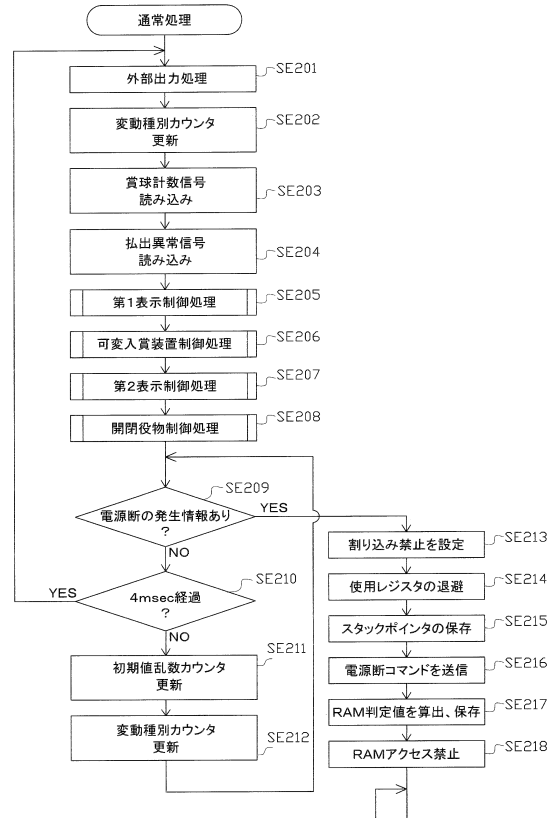 通常処理
外部出力処理
SE201
変動種別カウンタ
更新
SE202
賞球計数信号
読み込み
SE203
払出異常信号
読み込み
SE204
第1表示制御処理
SE205
可変入賞装置制御処理
SE206
第2表示制御処理
SE207
開閉役物制御処理
SE208
電源断の発生情報あり
?
SE209
YES
NO
4msec経過
?
SE210
YES
NO
初期値乱数カウンタ
更新
SE211
変動種別カウンタ
更新
SE212
割り込み禁止を設定
SE213
使用レジスタの退避
SE214
スタックポインタの保存
SE215
電源断コマンドを送信
SE216
RAM判定値を算出、保存
SE217
RAMアクセス禁止
SE218